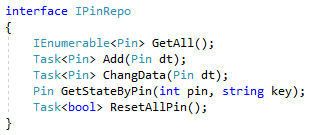 interface IPinRepo
{
IEnumerable<Pin> GetAll();
Task<Pin> Add(Pin dt);
Task<Pin> ChangData(Pin dt);
Pin GetStateByPin(int pin, string key);
Task<bool> ResetAllPin();
}